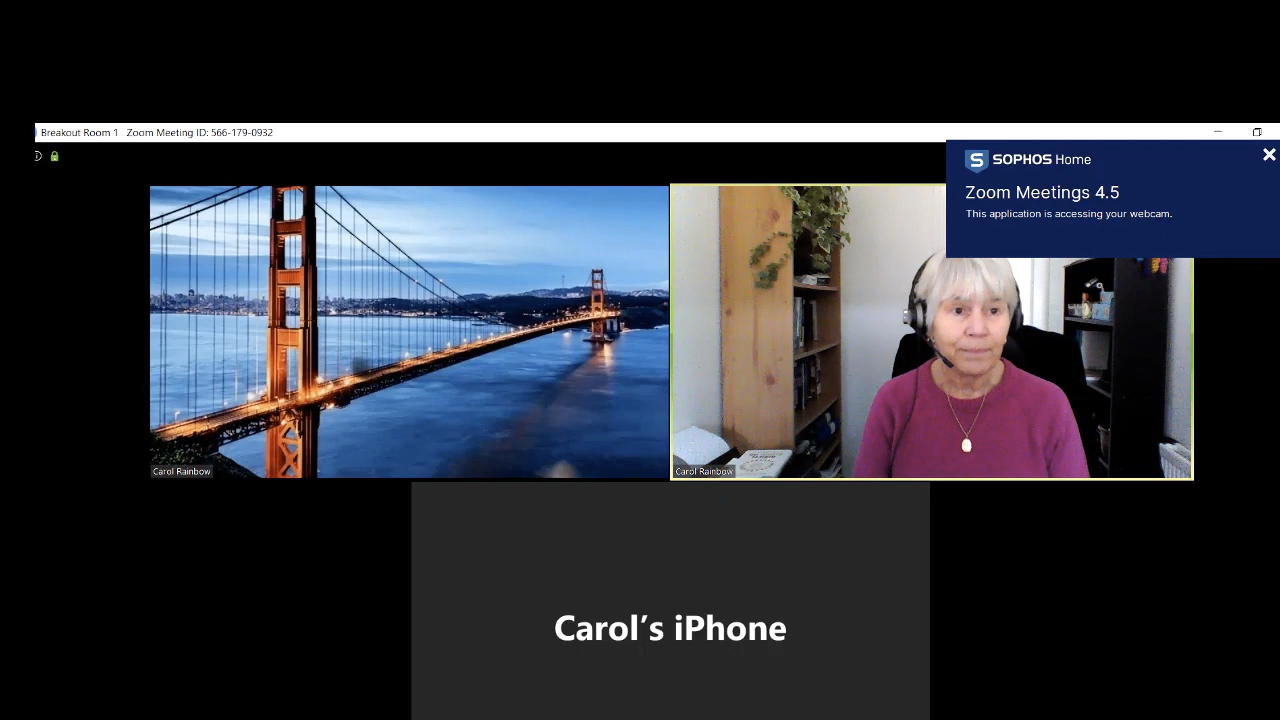 Breakout Room 1 Zoom Meeting ID: 566-179-0932
SOPHOS Home
Zoom Meetings 4.5
This application is accessing your webcam.
Carol Rainbow
Carol Rainbow
Carol’s iPhone